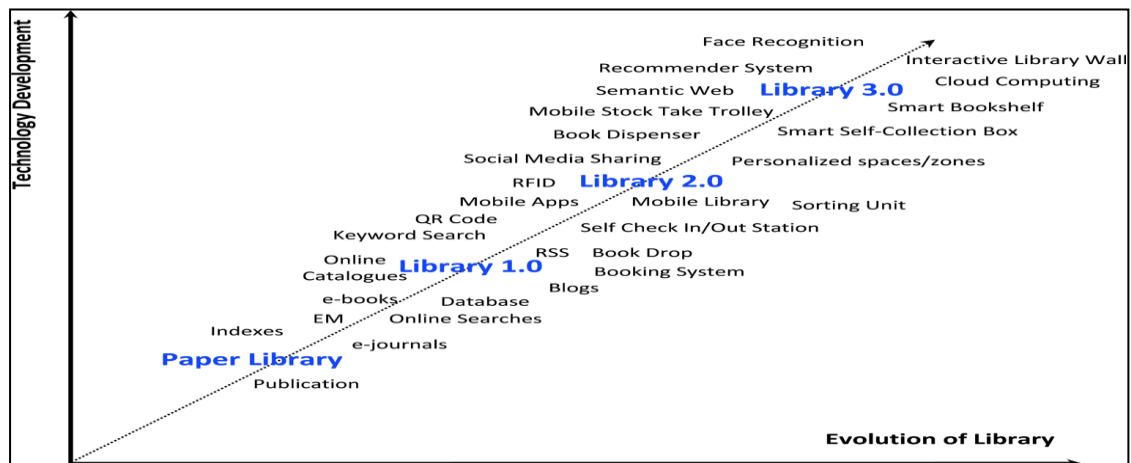 Technology Development
Face Recognition
Interactive Library Wall
Recommender System
Cloud Computing
Semantic Web
Library 3.0
Mobile Stock Take Trolley
Smart Bookshelf
Book Dispenser
Smart Self-Collection Box
Social Media Sharing
Personalized spaces/zones
RFID
Library 2.0
Mobile Apps
Mobile Library
Sorting Unit
QR Code
Self Check In/Out Station
Keyword Search
RSS
Book Drop
Online
Catalogues
Library 1.0
Booking System
Blogs
e-books
Database
EM
Online Searches
Indexes
e-journals
Paper Library
Publication
Evolution of Library